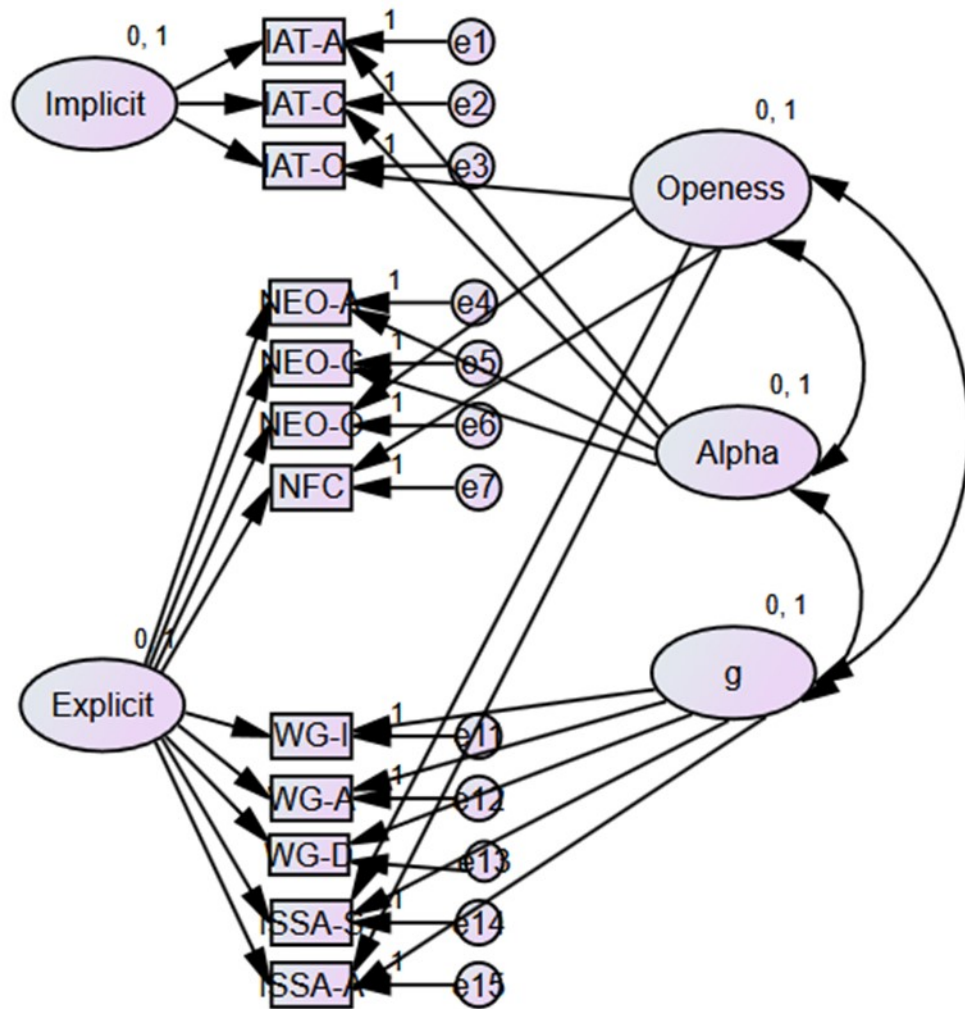 0, 1
Implicit
IAT-A
1
e1
IAT-C
1
e2
IAT-O
1
e3
0, 1
Openess
NEO-A
1
e4
NEO-C
1
e5
NEO-O
1
e6
NFC
1
e7
0, 1
Alpha
0, 1
Explicit
0, 1
g
WG-I
1
e11
WG-A
1
e12
WG-D
e13
ISSA-S
1
e14
ISSA-A
1
e15